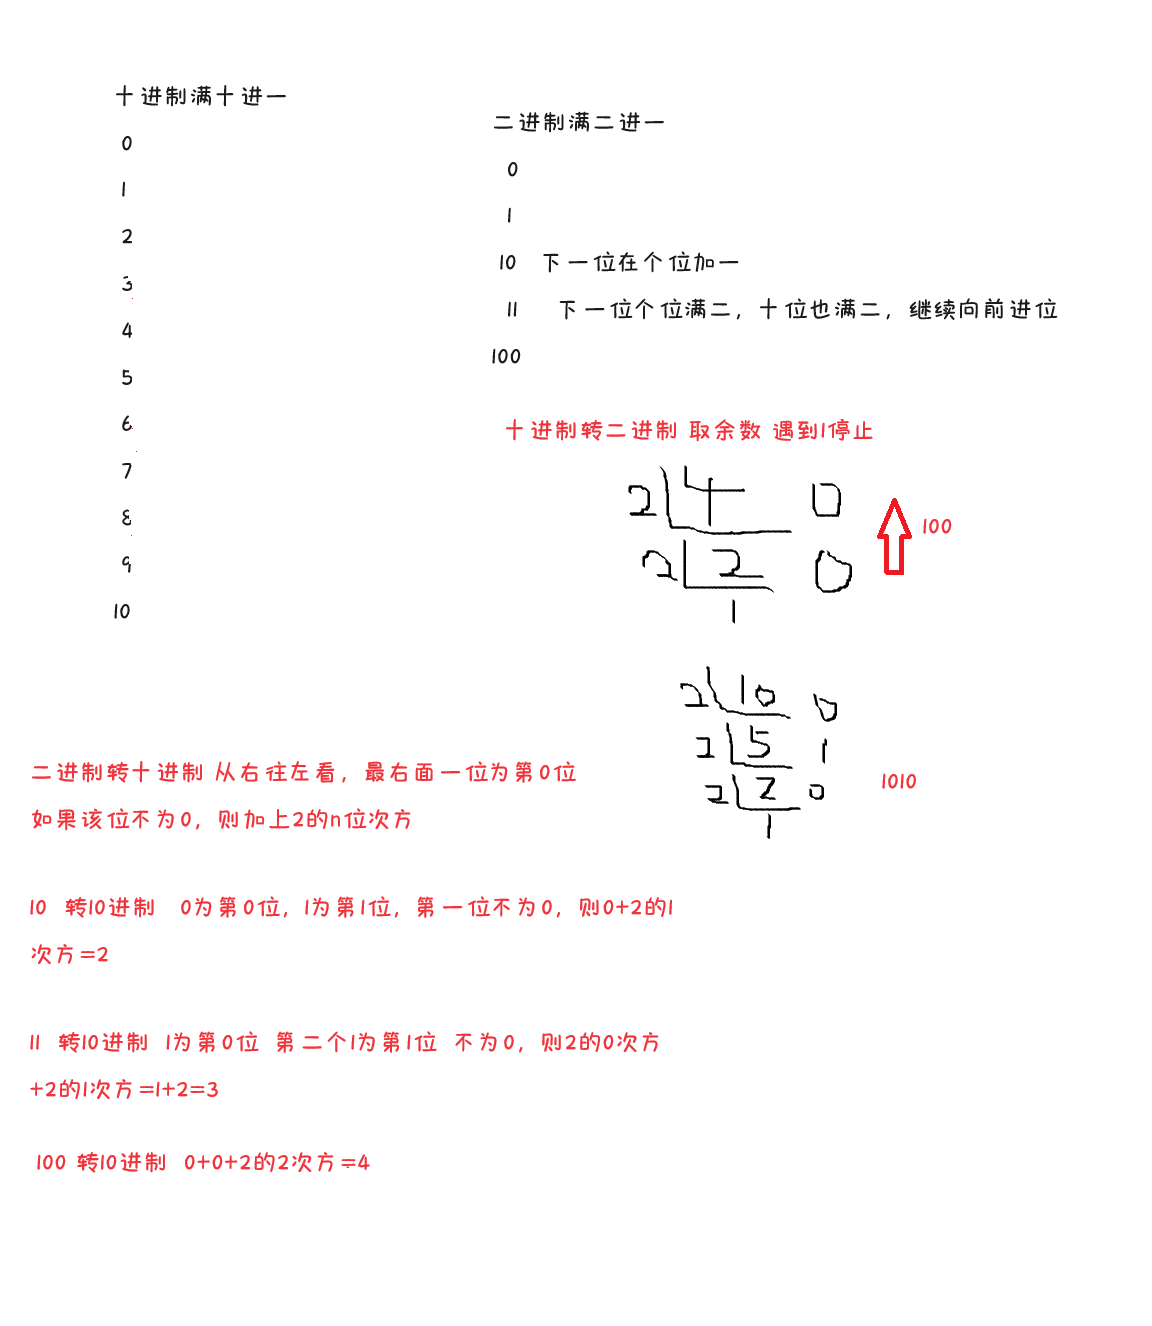 十进制满十进一
0
1
2
3
4
5
6
7
8
9
10
二进制满二进一
0
1
10 下一位在个位加一
11 下一位个位满二，十位也满二，继续向前进位
100
十进制转二进制 取余数 遇到1停止
2 4 0
2 2 0
1
100
2 10 0
2 5 1
2 2 0
1
1010
二进制转十进制 从右往左看，最右面一位为第0位
如果该位不为0，则加上2的n位次方
10 转10进制 0为第0位，1为第1位，第一位不为0，则0+2的1
次方=2
11 转10进制 1为第0位 第二个1为第1位 不为0，则2的0次方
+2的1次方=1+2=3
100 转10进制 0+0+2的2次方=4